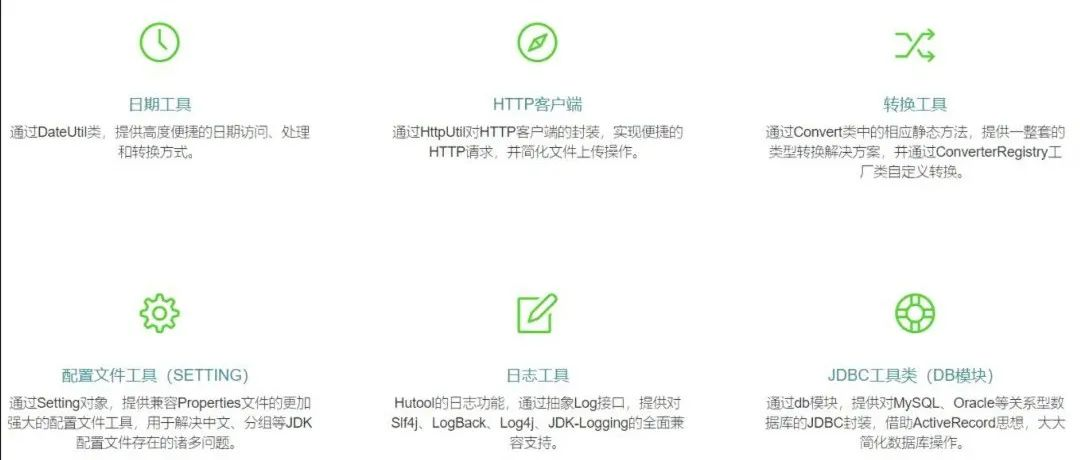 日期工具
通过DateUtil类，提供高度便捷的日期访问、处理
和转换方式。
HTTP客户端
通过HttpUtil对HTTP客户端的封装，实现便捷的
HTTP请求，并简化文件上传操作。
转换工具
通过Convert类中的相应静态方法，提供一整套的
类型转换解决方案，并通过ConverterRegistry工
厂类自定义转换。
配置文件工具（SETTING）
通过Setting对象，提供兼容Properties文件的更加
强大的配置文件工具，用于解决中文、分组等JDK
配置文件存在的诸多问题。
日志工具
Hutool的日志功能，通过抽象Log接口，提供对
Slf4j、LogBack、Log4j、JDK-Logging的全面兼
容支持。
JDBC工具类（DB模块）
通过db模块，提供对MySQL、Oracle等关系型数
据库的JDBC封装，借助ActiveRecord思想，大大
简化数据库操作。